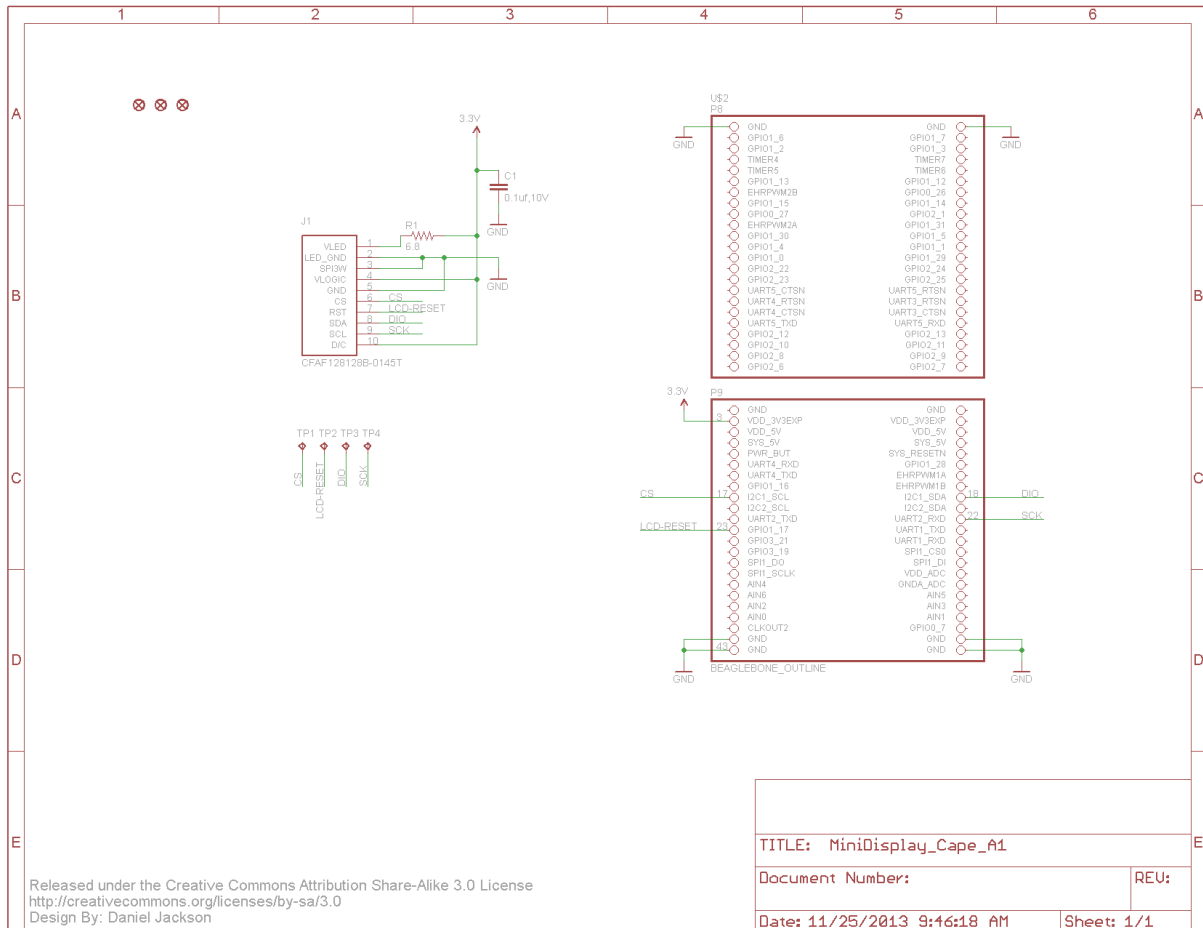 1 2 3 4 5 6
A A
B B
C C
D D
E E
3.3V
C1
0.1uf,10V
GND
R1
6.8
GND
J1
VLED 1
LED_GND 2
SPI3W 3
VLOGIC 4
GND 5
CS 6 CS
RST 7 LCD-RESET
SDA 8 DIO
SCL 9 SCK
D/C 10
CFAF128128B-0145T
TP1 TP2 TP3 TP4
CS LCD-RESET DIO SCK
U$2
P8
GND GND
GND GND
GPIO1_6 GPIO1_7
GPIO1_2 GPIO1_3
TIMER4 TIMER7
TIMER5 TIMER6
GPIO1_13 GPIO1_12
EHRPWM2B GPIO0_26
GPIO1_15 GPIO1_14
GPIO0_27 GPIO2_1
EHRPWM2A GPIO1_31
GPIO1_30 GPIO1_5
GPIO1_4 GPIO1_1
GPIO1_0 GPIO1_29
GPIO2_22 GPIO2_24
GPIO2_23 GPIO2_25
UART5_CTSN UART5_RTSN
UART4_RTSN UART3_RTSN
UART4_CTSN UART3_CTSN
UART5_TXD UART5_RXD
GPIO2_12 GPIO2_13
GPIO2_10 GPIO2_11
GPIO2_8 GPIO2_9
GPIO2_6 GPIO2_7
3.3V
P9
GND GND
3 VDD_3V3EXP VDD_3V3EXP
VDD_5V VDD_5V
SYS_5V SYS_5V
PWR_BUT SYS_RESETN
UART4_RXD GPIO1_28
UART4_TXD EHRPWM1A
GPIO1_16 EHRPWM1B
CS 17 I2C1_SCL I2C1_SDA 18 DIO
I2C2_SCL I2C2_SDA
UART2_TXD UART2_RXD 22 SCK
LCD-RESET 23 GPIO1_17 UART1_TXD
GPIO3_21 UART1_RXD
GPIO3_19 SPI1_CS0
SPI1_DO SPI1_DI
SPI1_SCLK VDD_ADC
AIN4 GNDA_ADC
AIN6 AIN5
AIN2 AIN3
AIN0 AIN1
CLKOUT2 GPIO0_7
GND GND
43 GND GND
BEAGLEBONE_OUTLINE
GND GND
TITLE: MiniDisplay_Cape_A1
Document Number: REV:
Date: 11/25/2013 9:46:18 AM Sheet: 1/1
Released under the Creative Commons Attribution Share-Alike 3.0 License
http://creativecommons.org/licenses/by-sa/3.0
Design By: Daniel Jackson